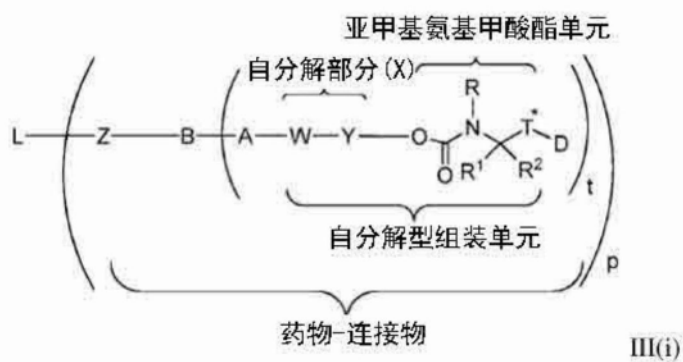 亚甲基氨基甲酸酯单元
自分解部分(X)
L Z B A W Y O N R T* D
O R¹ R² t
自分解型组装单元
p
药物-连接物
III(i)